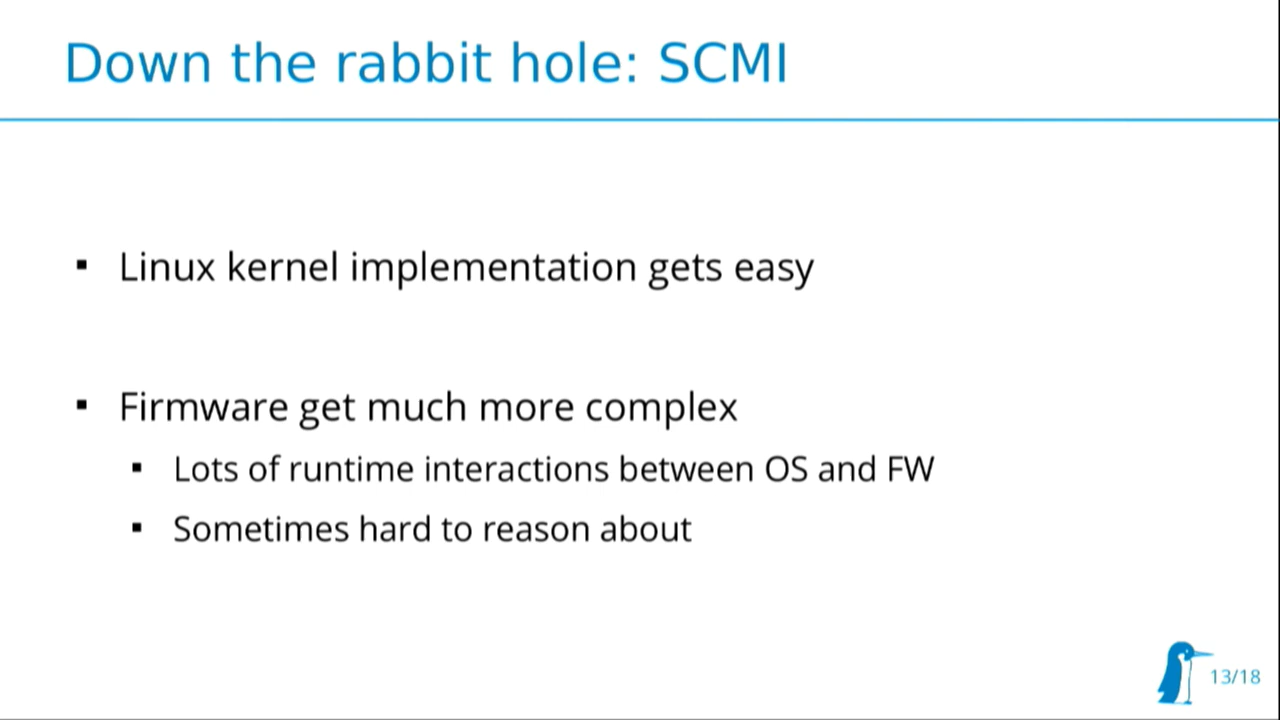 Down the rabbit hole: SCMI
▪ Linux kernel implementation gets easy
▪ Firmware get much more complex
▪ Lots of runtime interactions between OS and FW
▪ Sometimes hard to reason about
13/18